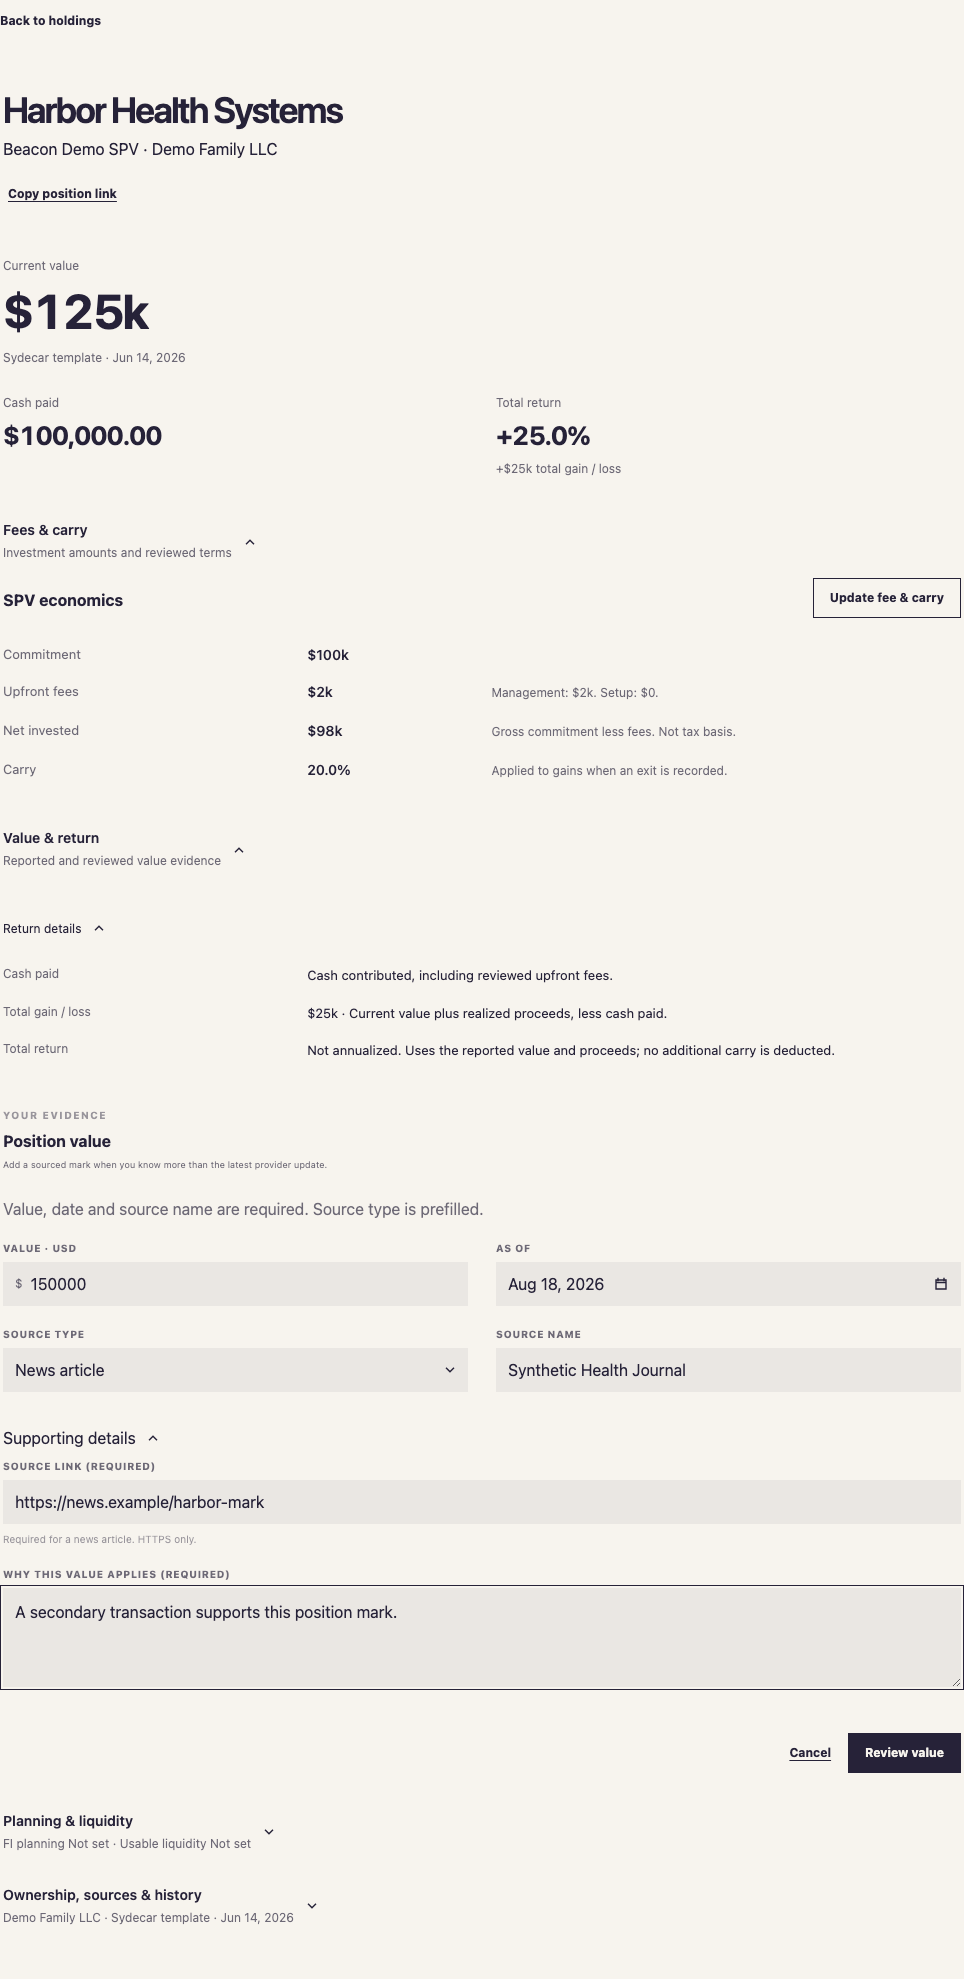 Back to holdings
Harbor Health Systems
Beacon Demo SPV · Demo Family LLC
Copy position link
Current value
$125k
Sydecar template · Jun 14, 2026
Cash paid
$100,000.00
Total return
+25.0%
+$25k total gain / loss
Fees & carry
Investment amounts and reviewed terms
SPV economics
Update fee & carry
Commitment $100k
Upfront fees $2k Management: $2k. Setup: $0.
Net invested $98k Gross commitment less fees. Not tax basis.
Carry 20.0% Applied to gains when an exit is recorded.
Value & return
Reported and reviewed value evidence
Return details
Cash paid Cash contributed, including reviewed upfront fees.
Total gain / loss $25k · Current value plus realized proceeds, less cash paid.
Total return Not annualized. Uses the reported value and proceeds; no additional carry is deducted.
YOUR EVIDENCE
Position value
Add a sourced mark when you know more than the latest provider update.
Value, date and source name are required. Source type is prefilled.
VALUE · USD
$ 150000
AS OF
Aug 18, 2026
SOURCE TYPE
News article
SOURCE NAME
Synthetic Health Journal
Supporting details
SOURCE LINK (REQUIRED)
https://news.example/harbor-mark
Required for a news article. HTTPS only.
WHY THIS VALUE APPLIES (REQUIRED)
A secondary transaction supports this position mark.
Cancel
Review value
Planning & liquidity
FI planning Not set · Usable liquidity Not set
Ownership, sources & history
Demo Family LLC · Sydecar template · Jun 14, 2026